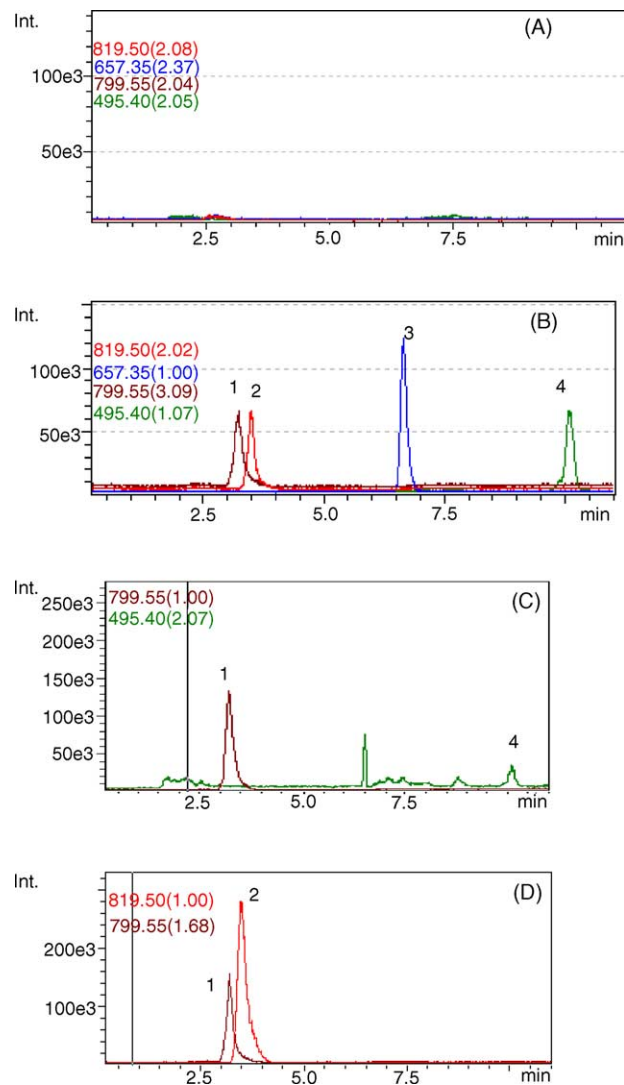 Int.
(A)
819.50(2.08)
657.35(2.37)
799.55(2.04)
495.40(2.05)
100e3
50e3
2.5 5.0 7.5 min
Int.
(B)
819.50(2.02)
657.35(1.00)
799.55(3.09)
495.40(1.07)
3
1 2 4
100e3
50e3
2.5 5.0 7.5 min
Int.
(C)
799.55(1.00)
495.40(2.07)
250e3
200e3
150e3
100e3
50e3
1
4
2.5 5.0 7.5 min
Int.
(D)
819.50(1.00)
799.55(1.68)
2
200e3
1
100e3
2.5 5.0 7.5 min